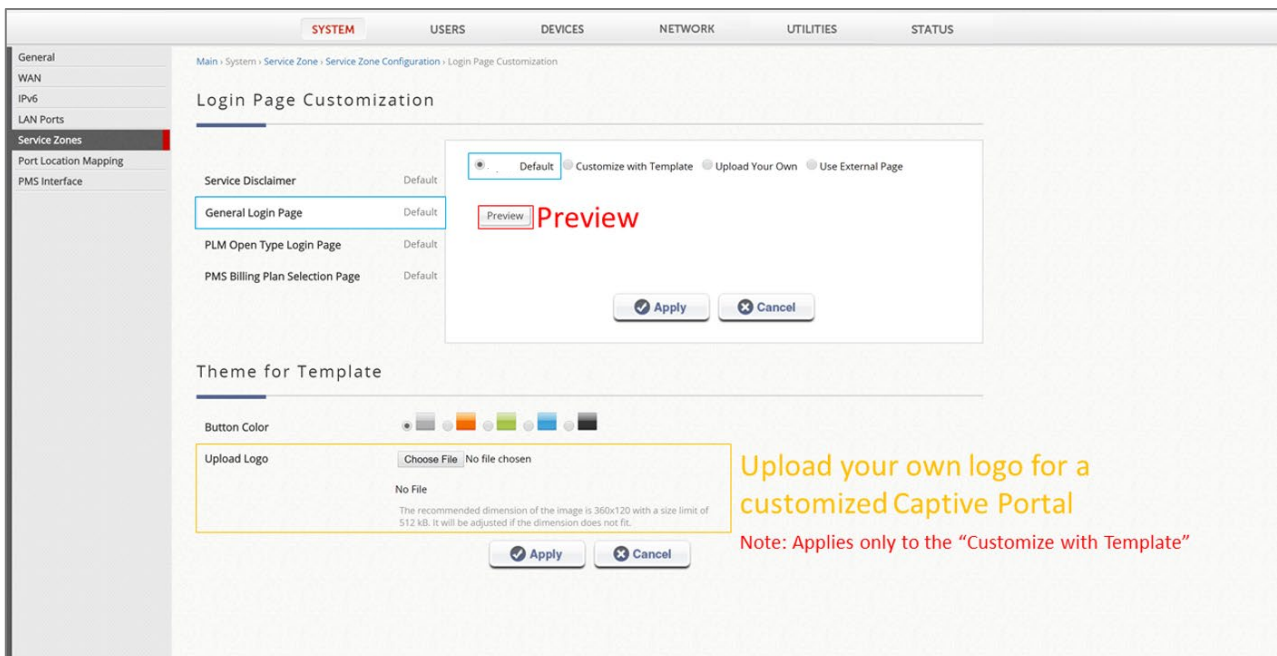 SYSTEM USERS DEVICES NETWORK UTILITIES STATUS
General
WAN
IPv6
LAN Ports
Service Zones
Port Location Mapping
PMS Interface
Main › System › Service Zone › Service Zone Configuration › Login Page Customization
Login Page Customization
Default Customize with Template Upload Your Own Use External Page
Service Disclaimer Default
General Login Page Default
Preview Preview
PLM Open Type Login Page Default
PMS Billing Plan Selection Page Default
Apply Cancel
Theme for Template
Button Color
Upload Logo Choose File No file chosen
No File
The recommended dimension of the image is 360x120 with a size limit of
512 kB. It will be adjusted if the dimension does not fit.
Upload your own logo for a
customized Captive Portal
Note: Applies only to the “Customize with Template”
Apply Cancel